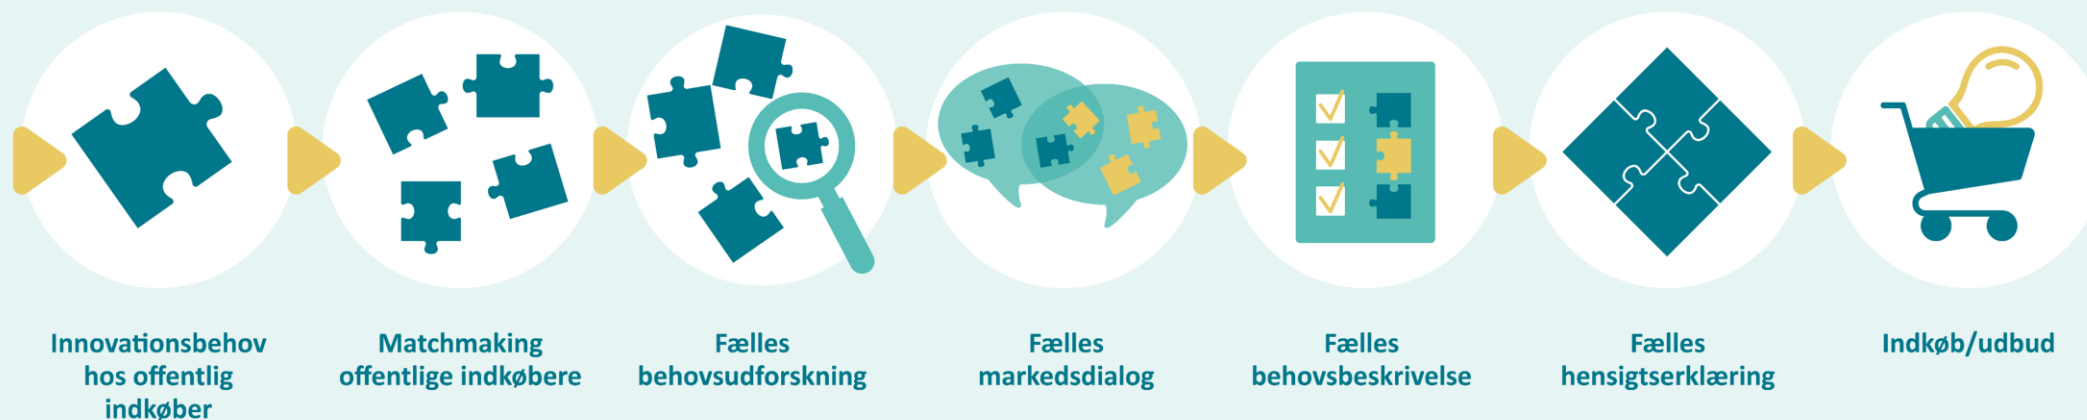 Innovationsbehov
hos offentlig
indkøber
Matchmaking
offentlige indkøbere
Fælles
behovsudforskning
Fælles
markedsdialog
Fælles
behovsbeskrivelse
Fælles
hensigtserklæring
Indkøb/udbud